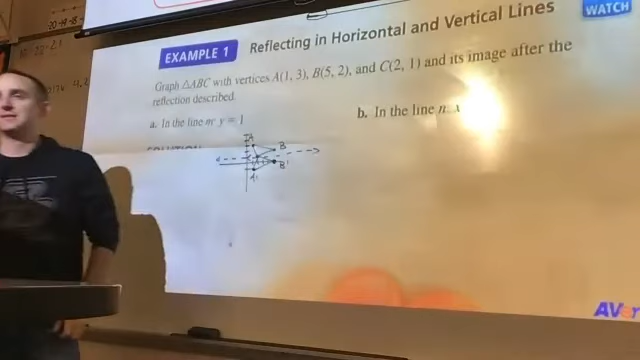 WATCH
EXAMPLE 1 Reflecting in Horizontal and Vertical Lines
Graph △ABC with vertices A(1, 3), B(5, 2), and C(2, 1) and its image after the
reflection described.
a. In the line m: y = 1
b. In the line n: x
A
B
B'
A'
AVer